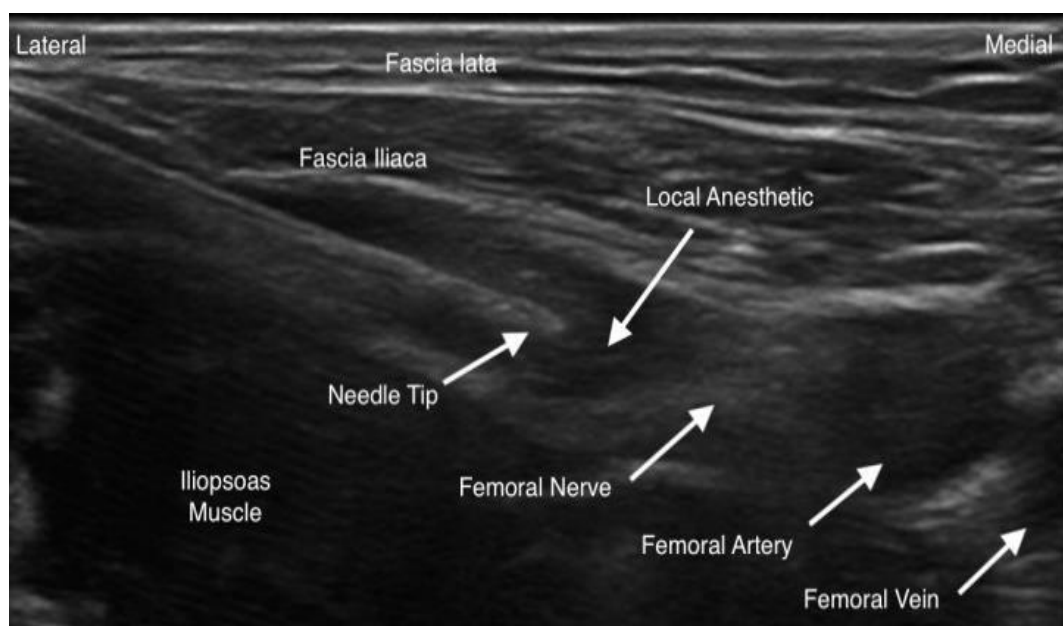 Lateral
Medial
Fascia lata
Fascia Iliaca
Local Anesthetic
Needle Tip
Iliopsoas
Muscle
Femoral Nerve
Femoral Artery
Femoral Vein